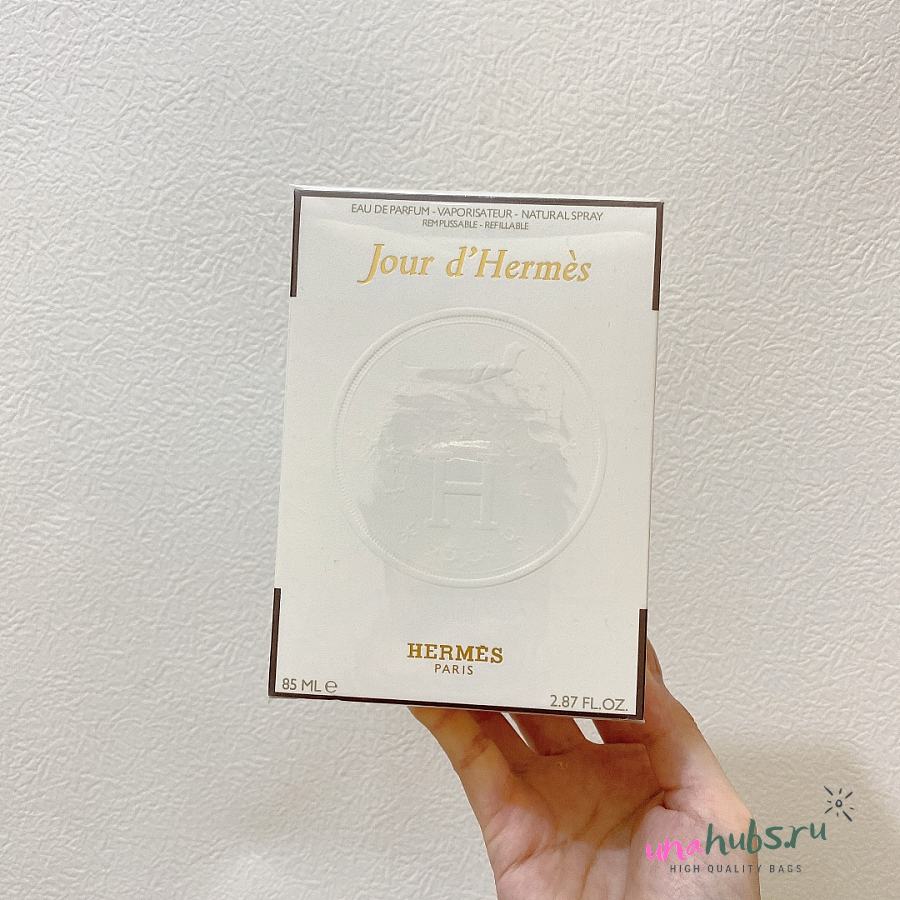 EAU DE PARFUM - VAPORISATEUR - NATURAL SPRAY
REMPLISSABLE - REFILLABLE
Jour d'Hermès
H
HERMÈS
PARIS
85 ML ℮
2.87 FL.OZ.
unahubs.ru
HIGH QUALITY BAGS